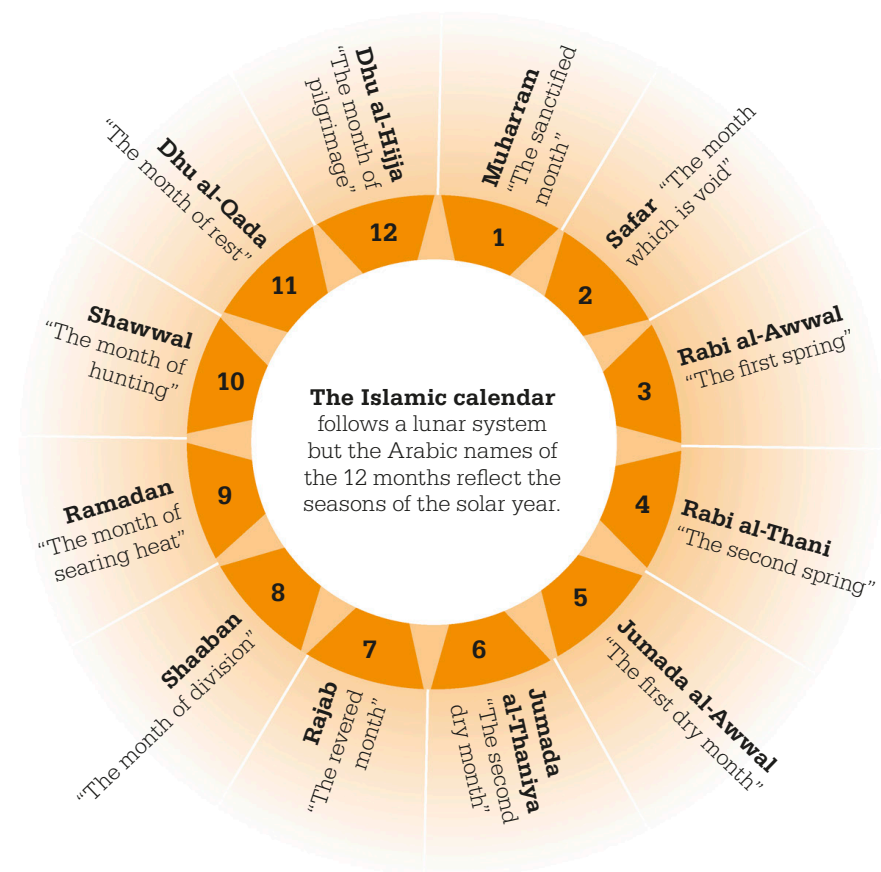 The Islamic calendar
follows a lunar system
but the Arabic names of
the 12 months reflect the
seasons of the solar year.
1
Muharram
“The sanctified
month”
2
Safar “The month
which is void”
3
Rabi al-Awwal
“The first spring”
4
Rabi al-Thani
“The second spring”
5
Jumada al-Awwal
“The first dry month”
6
Jumada
al-Thaniya
“The second
dry month”
7
Rajab
“The revered
month”
8
Shaaban
“The month of division”
9
Ramadan
“The month of
searing heat”
10
Shawwal
“The month of
hunting”
11
Dhu al-Qada
“The month of rest”
12
Dhu al-Hijja
“The month of
pilgrimage”